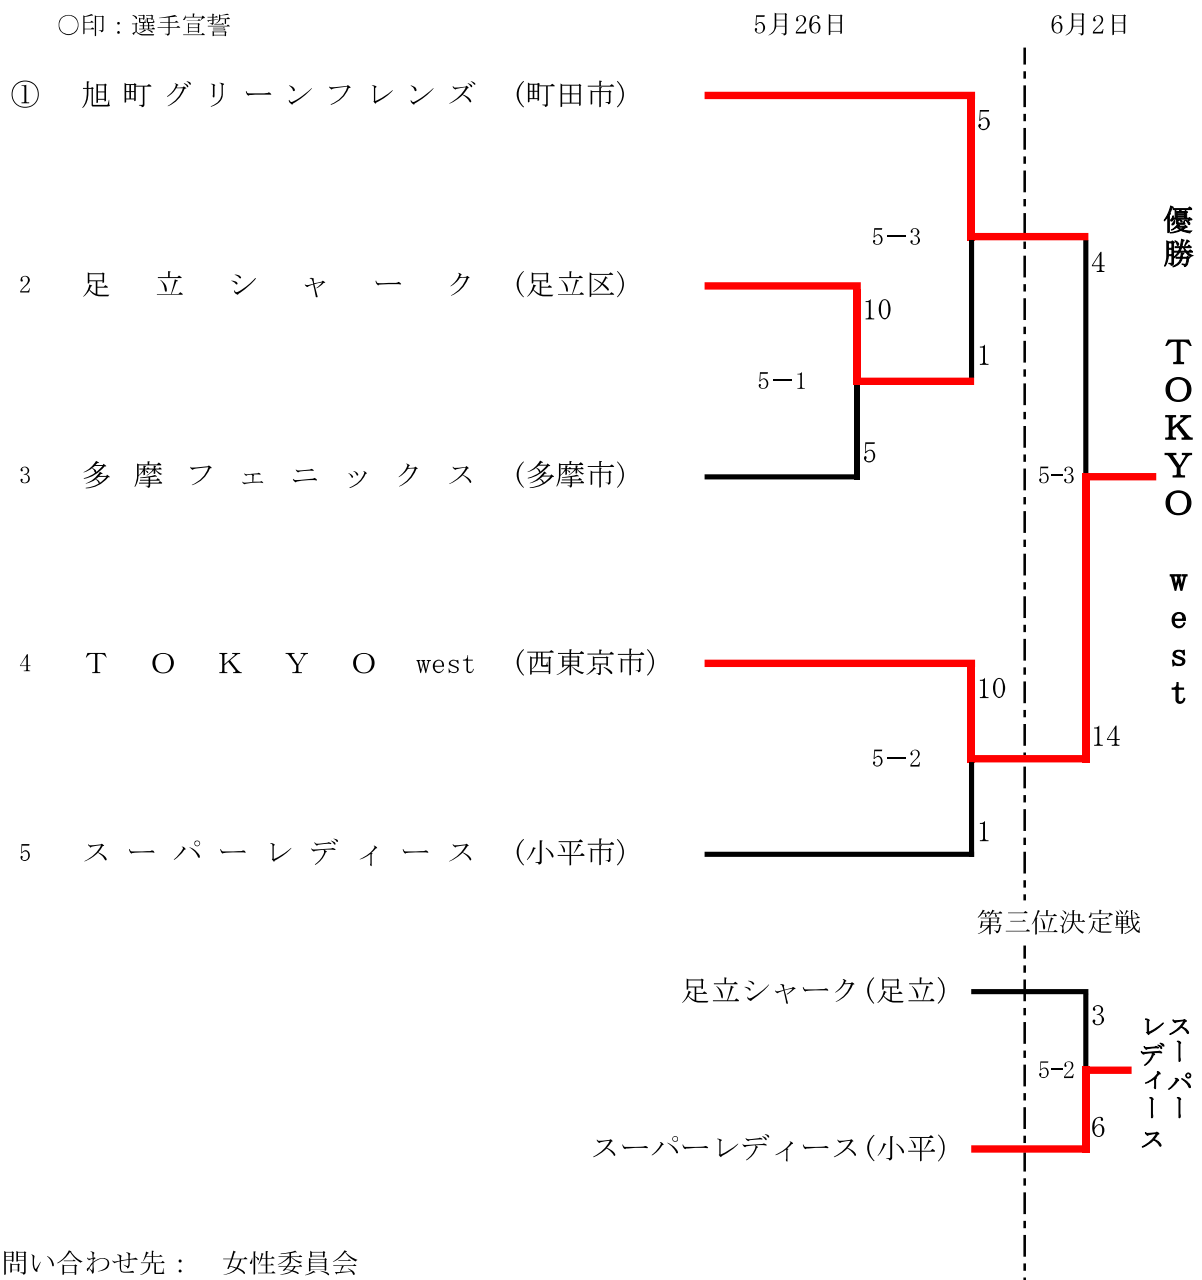 ○印：選手宣誓
5月26日
6月2日
① 旭町グリーンフレンズ (町田市)
5
5－3
4
2 足立シャーク (足立区)
10
5－1
1
3 多摩フェニックス (多摩市)
5
5−3
優勝 ＴＯＫＹＯ west
4 ＴＯＫＹＯ west (西東京市)
10
5－2
14
5 スーパーレディース (小平市)
1
第三位決定戦
足立シャーク(足立)
3
5−2
スーパー
レディース
スーパーレディース(小平)
6
問い合わせ先： 女性委員会